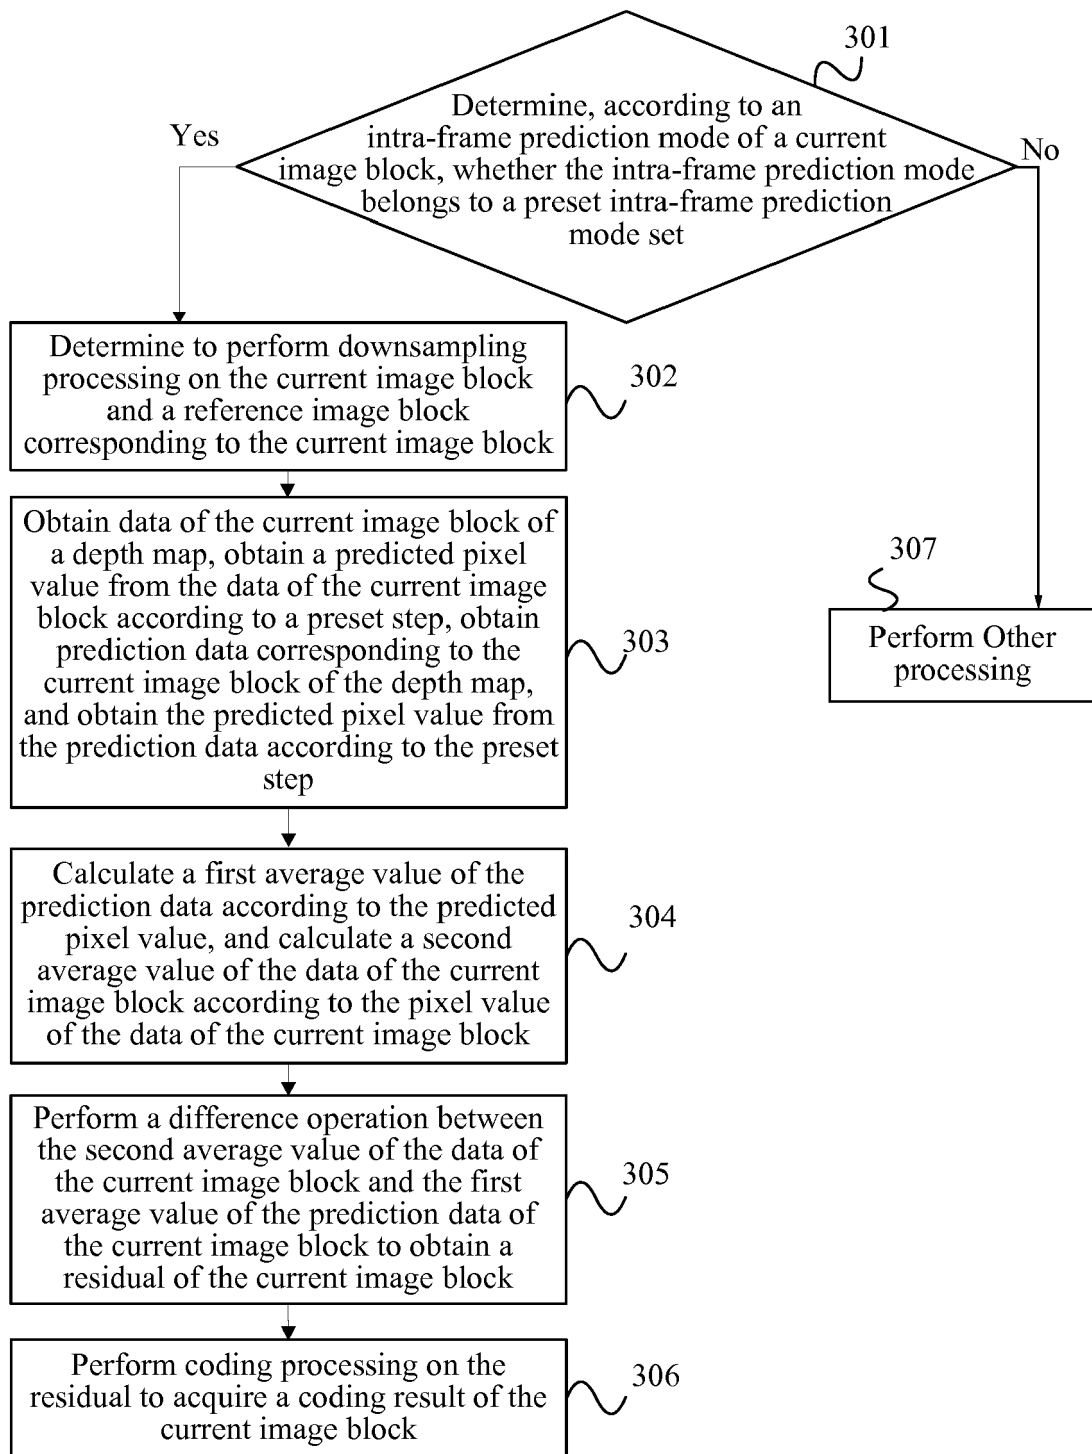 301
Determine, according to an
intra-frame prediction mode of a current
image block, whether the intra-frame prediction mode
belongs to a preset intra-frame prediction
mode set
Yes
No
Determine to perform downsampling
processing on the current image block
and a reference image block
corresponding to the current image block
302
Obtain data of the current image block of
a depth map, obtain a predicted pixel
value from the data of the current image
block according to a preset step, obtain
prediction data corresponding to the
current image block of the depth map,
and obtain the predicted pixel value from
the prediction data according to the preset
step
303
307
Perform Other
processing
Calculate a first average value of the
prediction data according to the predicted
pixel value, and calculate a second
average value of the data of the current
image block according to the pixel value
of the data of the current image block
304
Perform a difference operation between
the second average value of the data of
the current image block and the first
average value of the prediction data of
the current image block to obtain a
residual of the current image block
305
Perform coding processing on the
residual to acquire a coding result of the
current image block
306